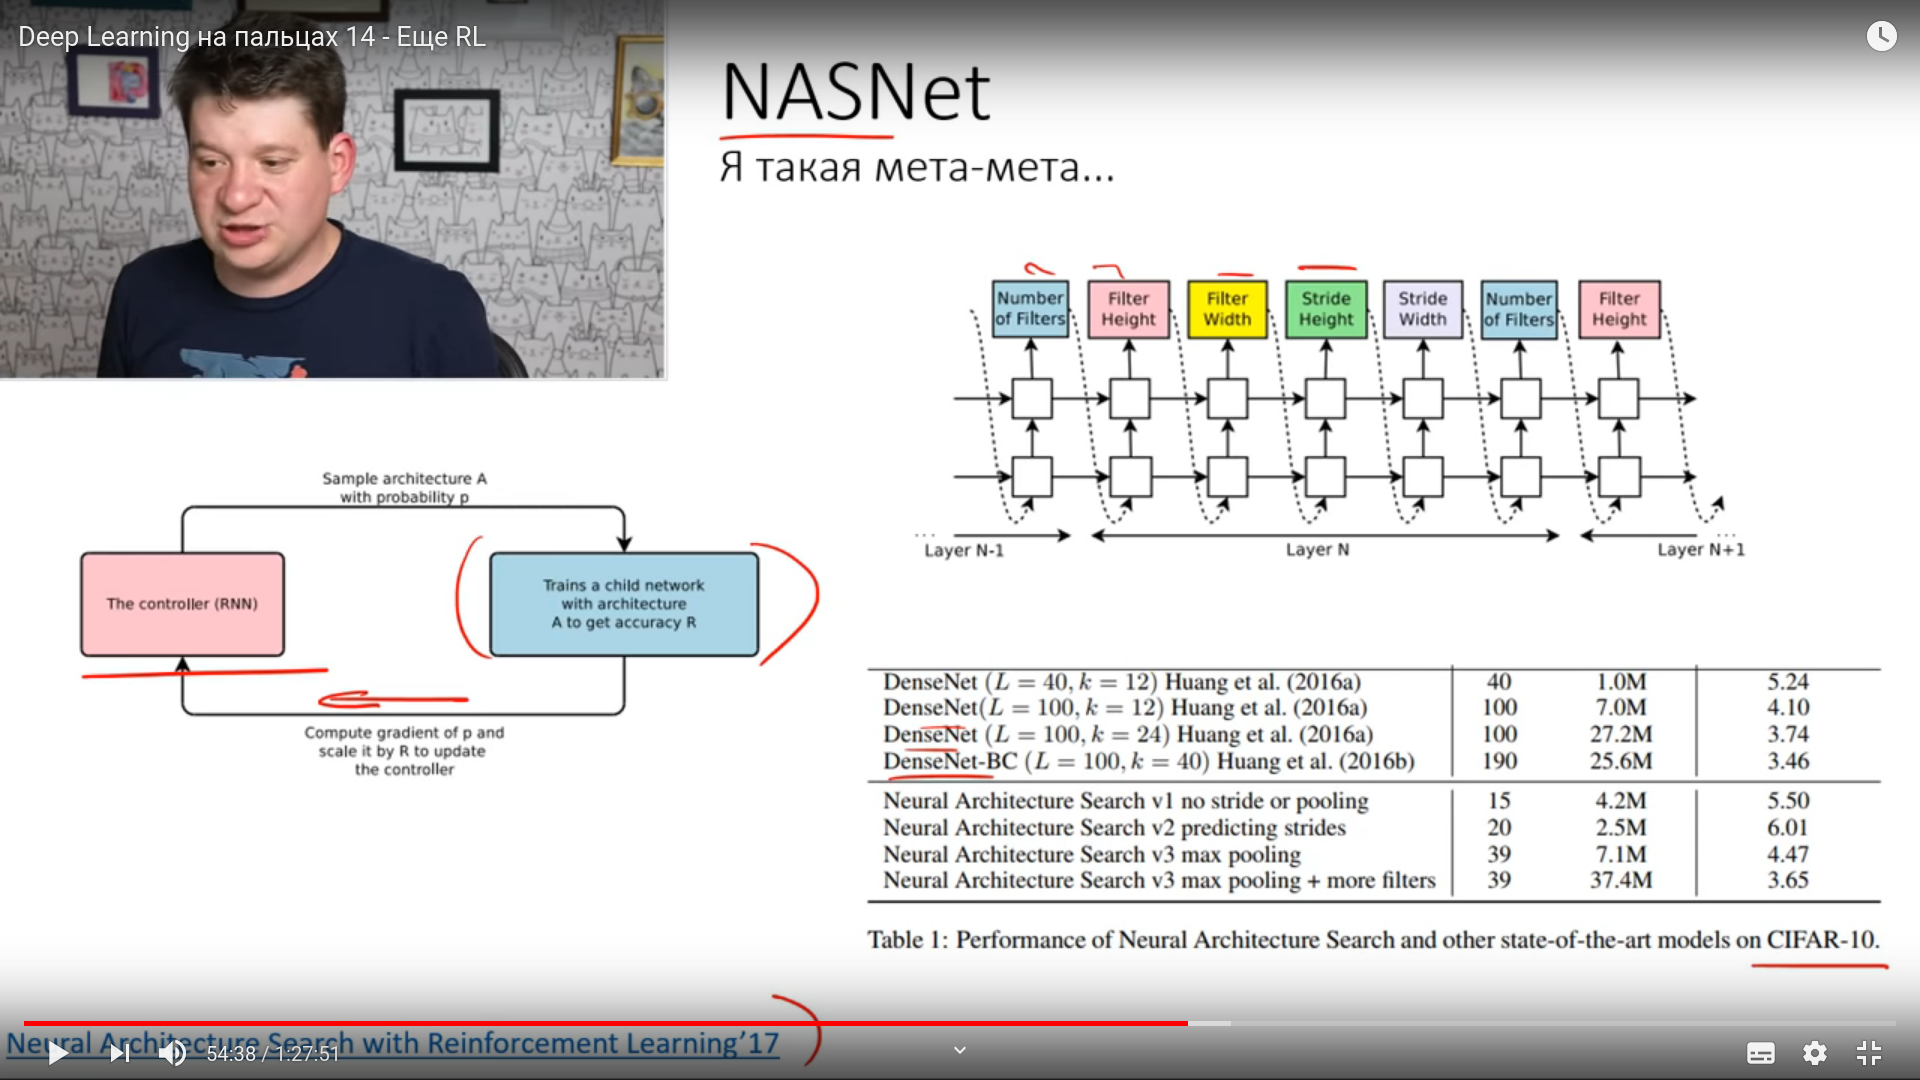 Deep Learning на пальцах 14 - Еще RL
NASNet
Я такая мета-мета...
Number of Filters
Filter Height
Filter Width
Stride Height
Stride Width
Number of Filters
Filter Height
...
Layer N-1
Layer N
...
Layer N+1
Sample architecture A
with probability p
The controller (RNN)
Trains a child network
with architecture
A to get accuracy R
Compute gradient of p and
scale it by R to update
the controller
DenseNet (L = 40, k = 12) Huang et al. (2016a) 40 1.0M 5.24
DenseNet(L = 100, k = 12) Huang et al. (2016a) 100 7.0M 4.10
DenseNet (L = 100, k = 24) Huang et al. (2016a) 100 27.2M 3.74
DenseNet-BC (L = 100, k = 40) Huang et al. (2016b) 190 25.6M 3.46
Neural Architecture Search v1 no stride or pooling 15 4.2M 5.50
Neural Architecture Search v2 predicting strides 20 2.5M 6.01
Neural Architecture Search v3 max pooling 39 7.1M 4.47
Neural Architecture Search v3 max pooling + more filters 39 37.4M 3.65
Table 1: Performance of Neural Architecture Search and other state-of-the-art models on CIFAR-10.
Neural Architecture Search with Reinforcement Learning'17
54:38 / 1:27:51